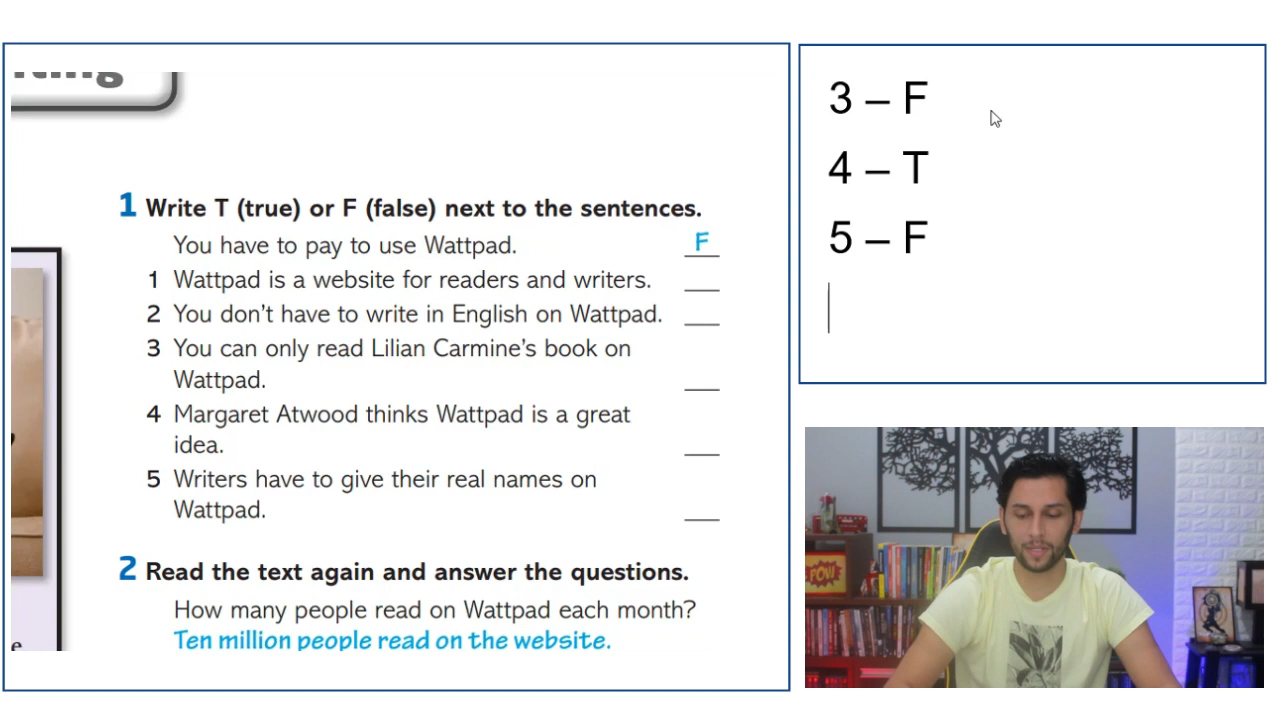 1 Write T (true) or F (false) next to the sentences.
You have to pay to use Wattpad. F
1 Wattpad is a website for readers and writers.
2 You don't have to write in English on Wattpad.
3 You can only read Lilian Carmine's book on
Wattpad.
4 Margaret Atwood thinks Wattpad is a great
idea.
5 Writers have to give their real names on
Wattpad.
2 Read the text again and answer the questions.
How many people read on Wattpad each month?
Ten million people read on the website.
e
3 – F
4 – T
5 – F
POW!